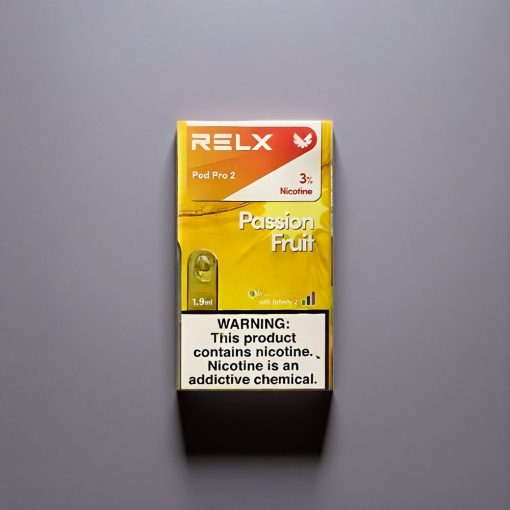 RELX
Pod Pro 2
3%
Nicotine
Passion
Fruit
1.9ml
with Infinity 2
WARNING:
This product
contains nicotine.
Nicotine is an
addictive chemical.